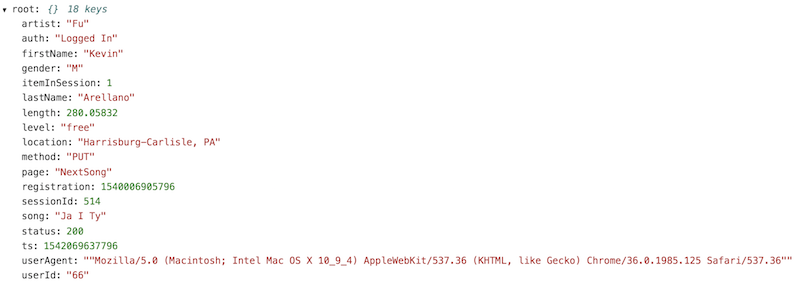 root: {} 18 keys
artist: "Fu"
auth: "Logged In"
firstName: "Kevin"
gender: "M"
itemInSession: 1
lastName: "Arellano"
length: 280.05832
level: "free"
location: "Harrisburg-Carlisle, PA"
method: "PUT"
page: "NextSong"
registration: 1540006905796
sessionId: 514
song: "Ja I Ty"
status: 200
ts: 1542069637796
userAgent: ""Mozilla/5.0 (Macintosh; Intel Mac OS X 10_9_4) AppleWebKit/537.36 (KHTML, like Gecko) Chrome/36.0.1985.125 Safari/537.36""
userId: "66"